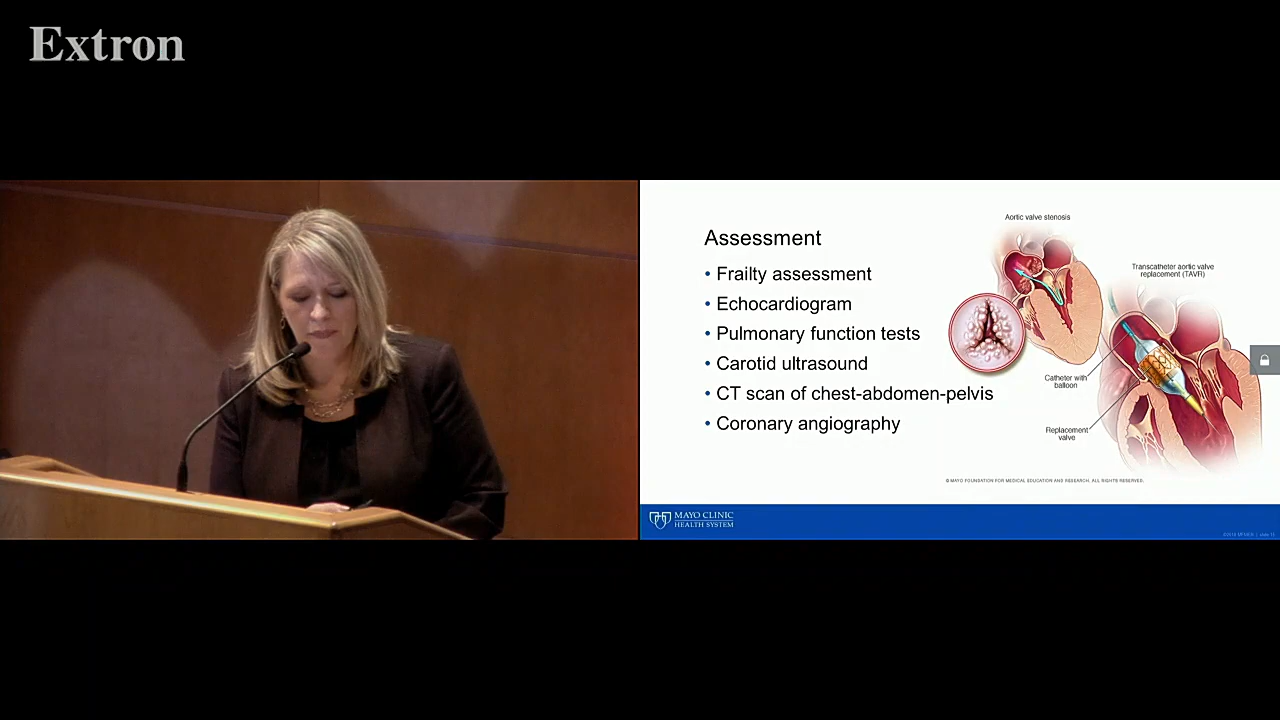 Extron
Aortic valve stenosis
Assessment
• Frailty assessment
• Echocardiogram
• Pulmonary function tests
• Carotid ultrasound
• CT scan of chest-abdomen-pelvis
• Coronary angiography
Transcatheter aortic valve
replacement (TAVR)
Catheter with
balloon
Replacement
valve
© MAYO FOUNDATION FOR MEDICAL EDUCATION AND RESEARCH. ALL RIGHTS RESERVED.
MAYO CLINIC
HEALTH SYSTEM